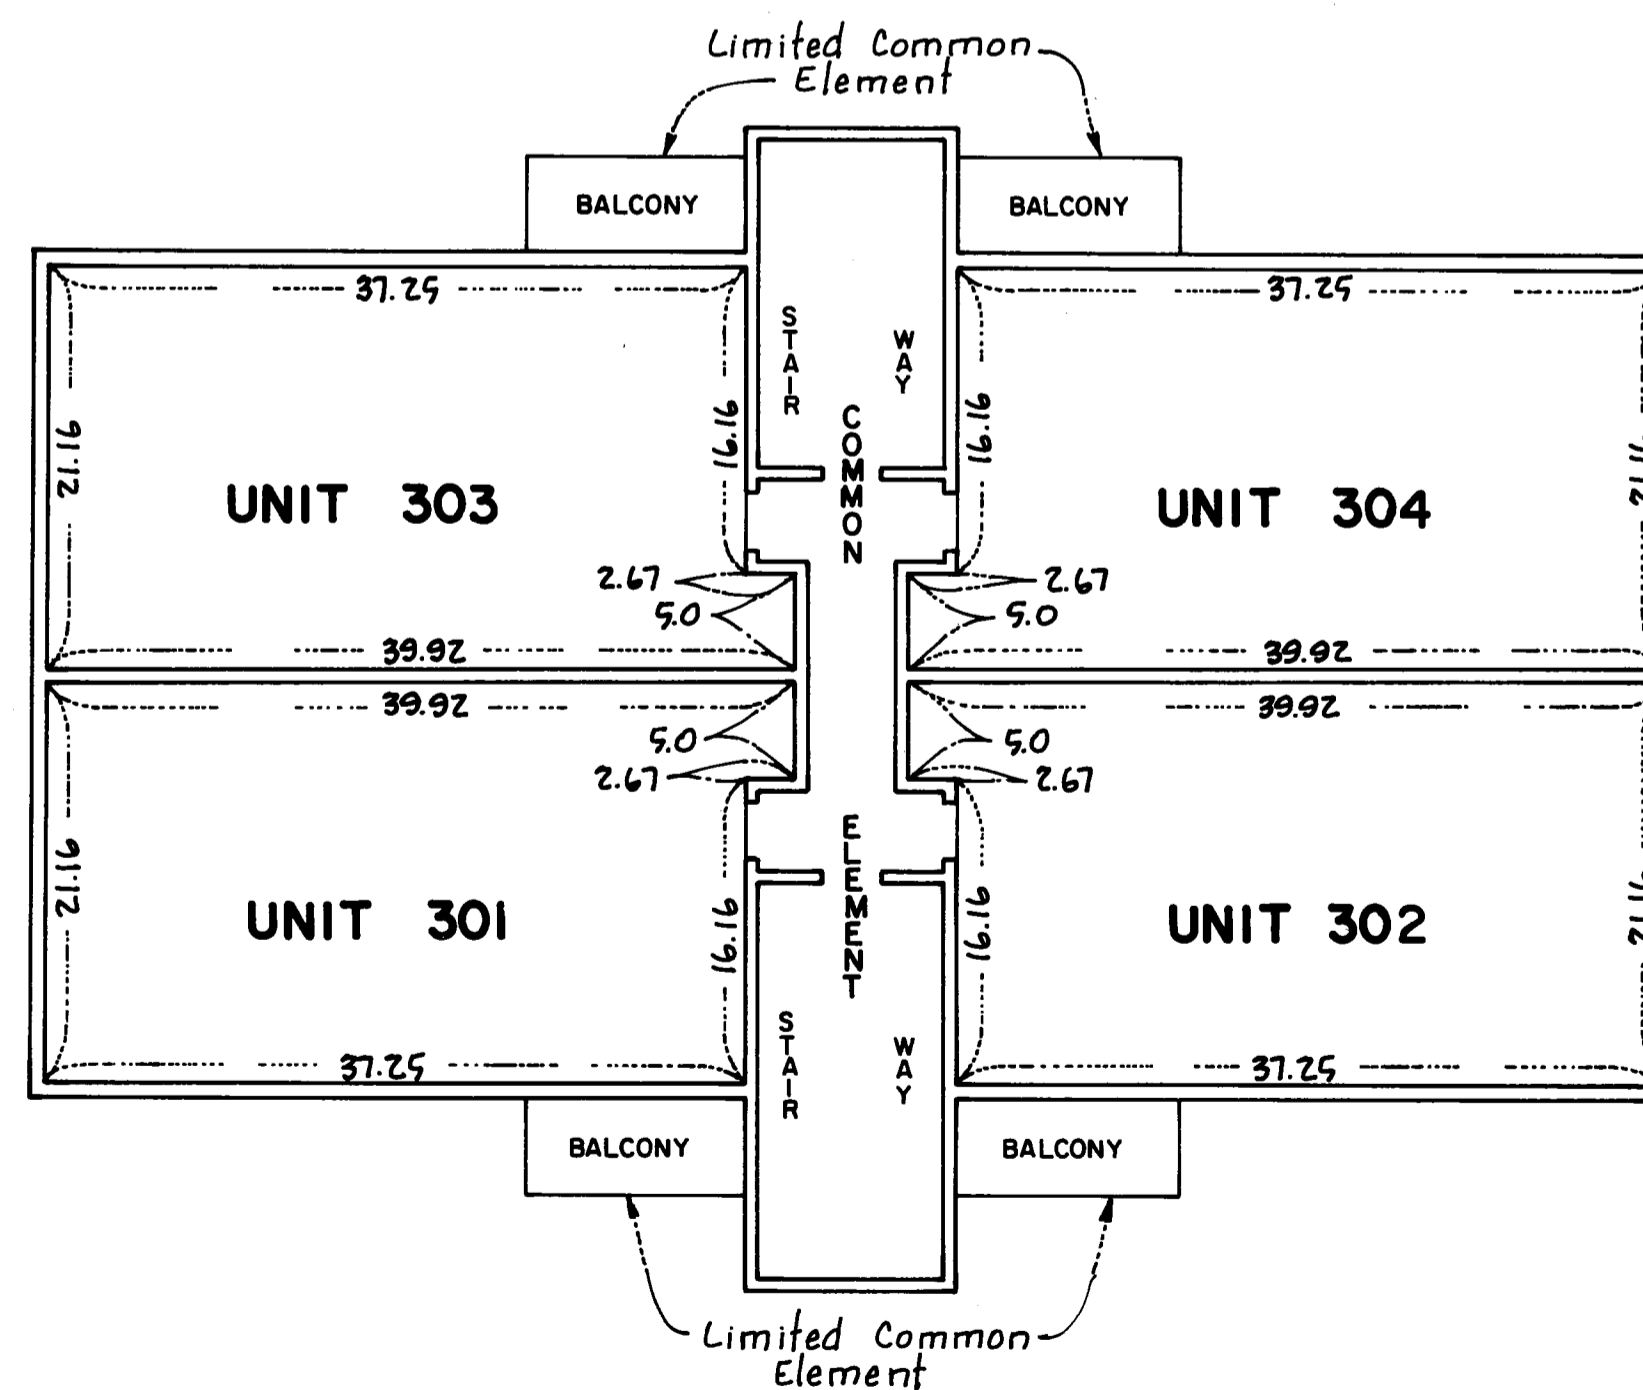 Limited Common
Element
BALCONY
BALCONY
37.25
37.25
STAIR
WAY
21.16
16.16
COMMON
16.16
UNIT 303
UNIT 304
2.67
2.67
5.0
5.0
39.92
39.92
39.92
39.92
5.0
5.0
2.67
2.67
21.16
16.16
ELEMENT
16.16
UNIT 301
UNIT 302
STAIR
WAY
37.25
37.25
BALCONY
BALCONY
Limited Common
Element